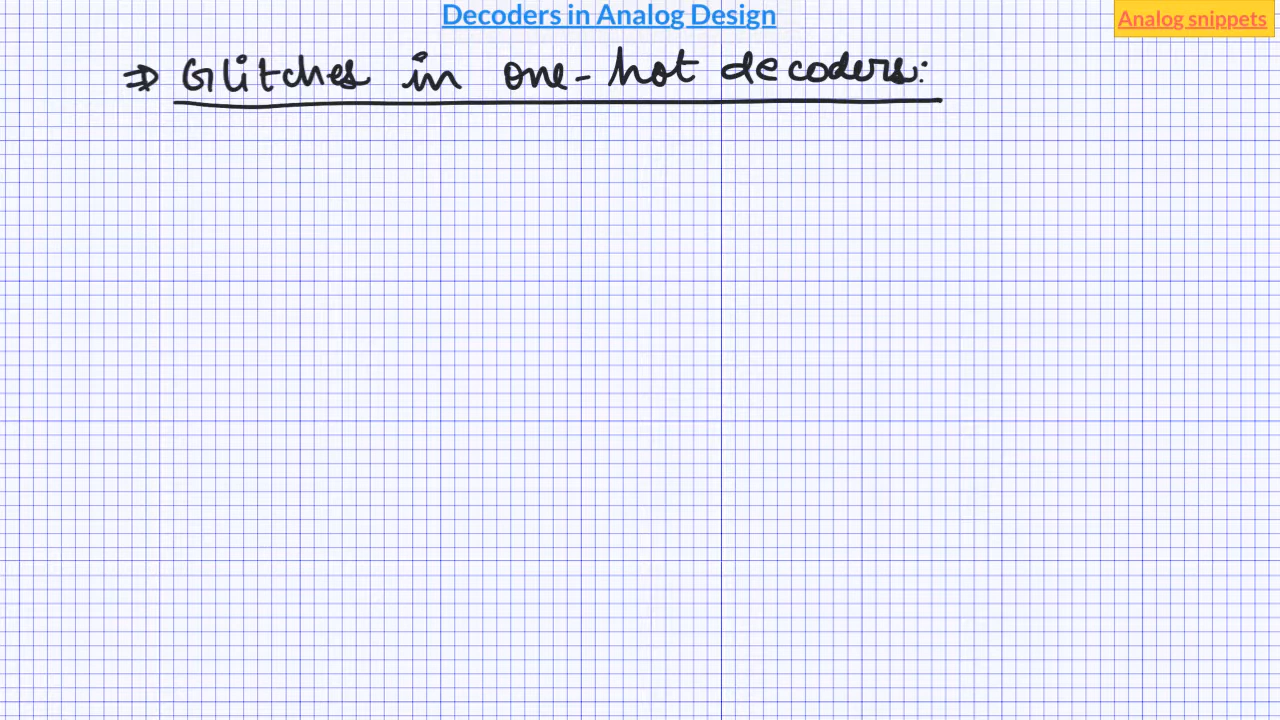 Decoders in Analog Design
Analog snippets
⇒ Glitches in one-hot decoders: